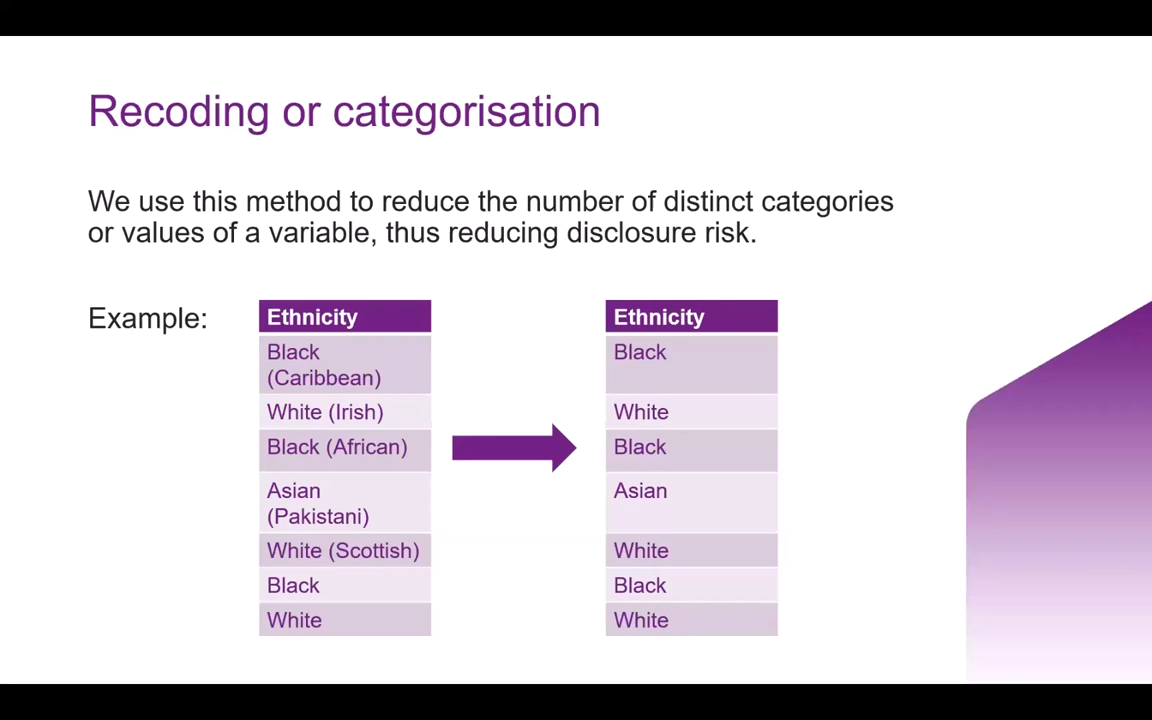 Recoding or categorisation
We use this method to reduce the number of distinct categories
or values of a variable, thus reducing disclosure risk.
Example:
Ethnicity
Black
(Caribbean)
White (Irish)
Black (African)
Asian
(Pakistani)
White (Scottish)
Black
White
Ethnicity
Black
White
Black
Asian
White
Black
White